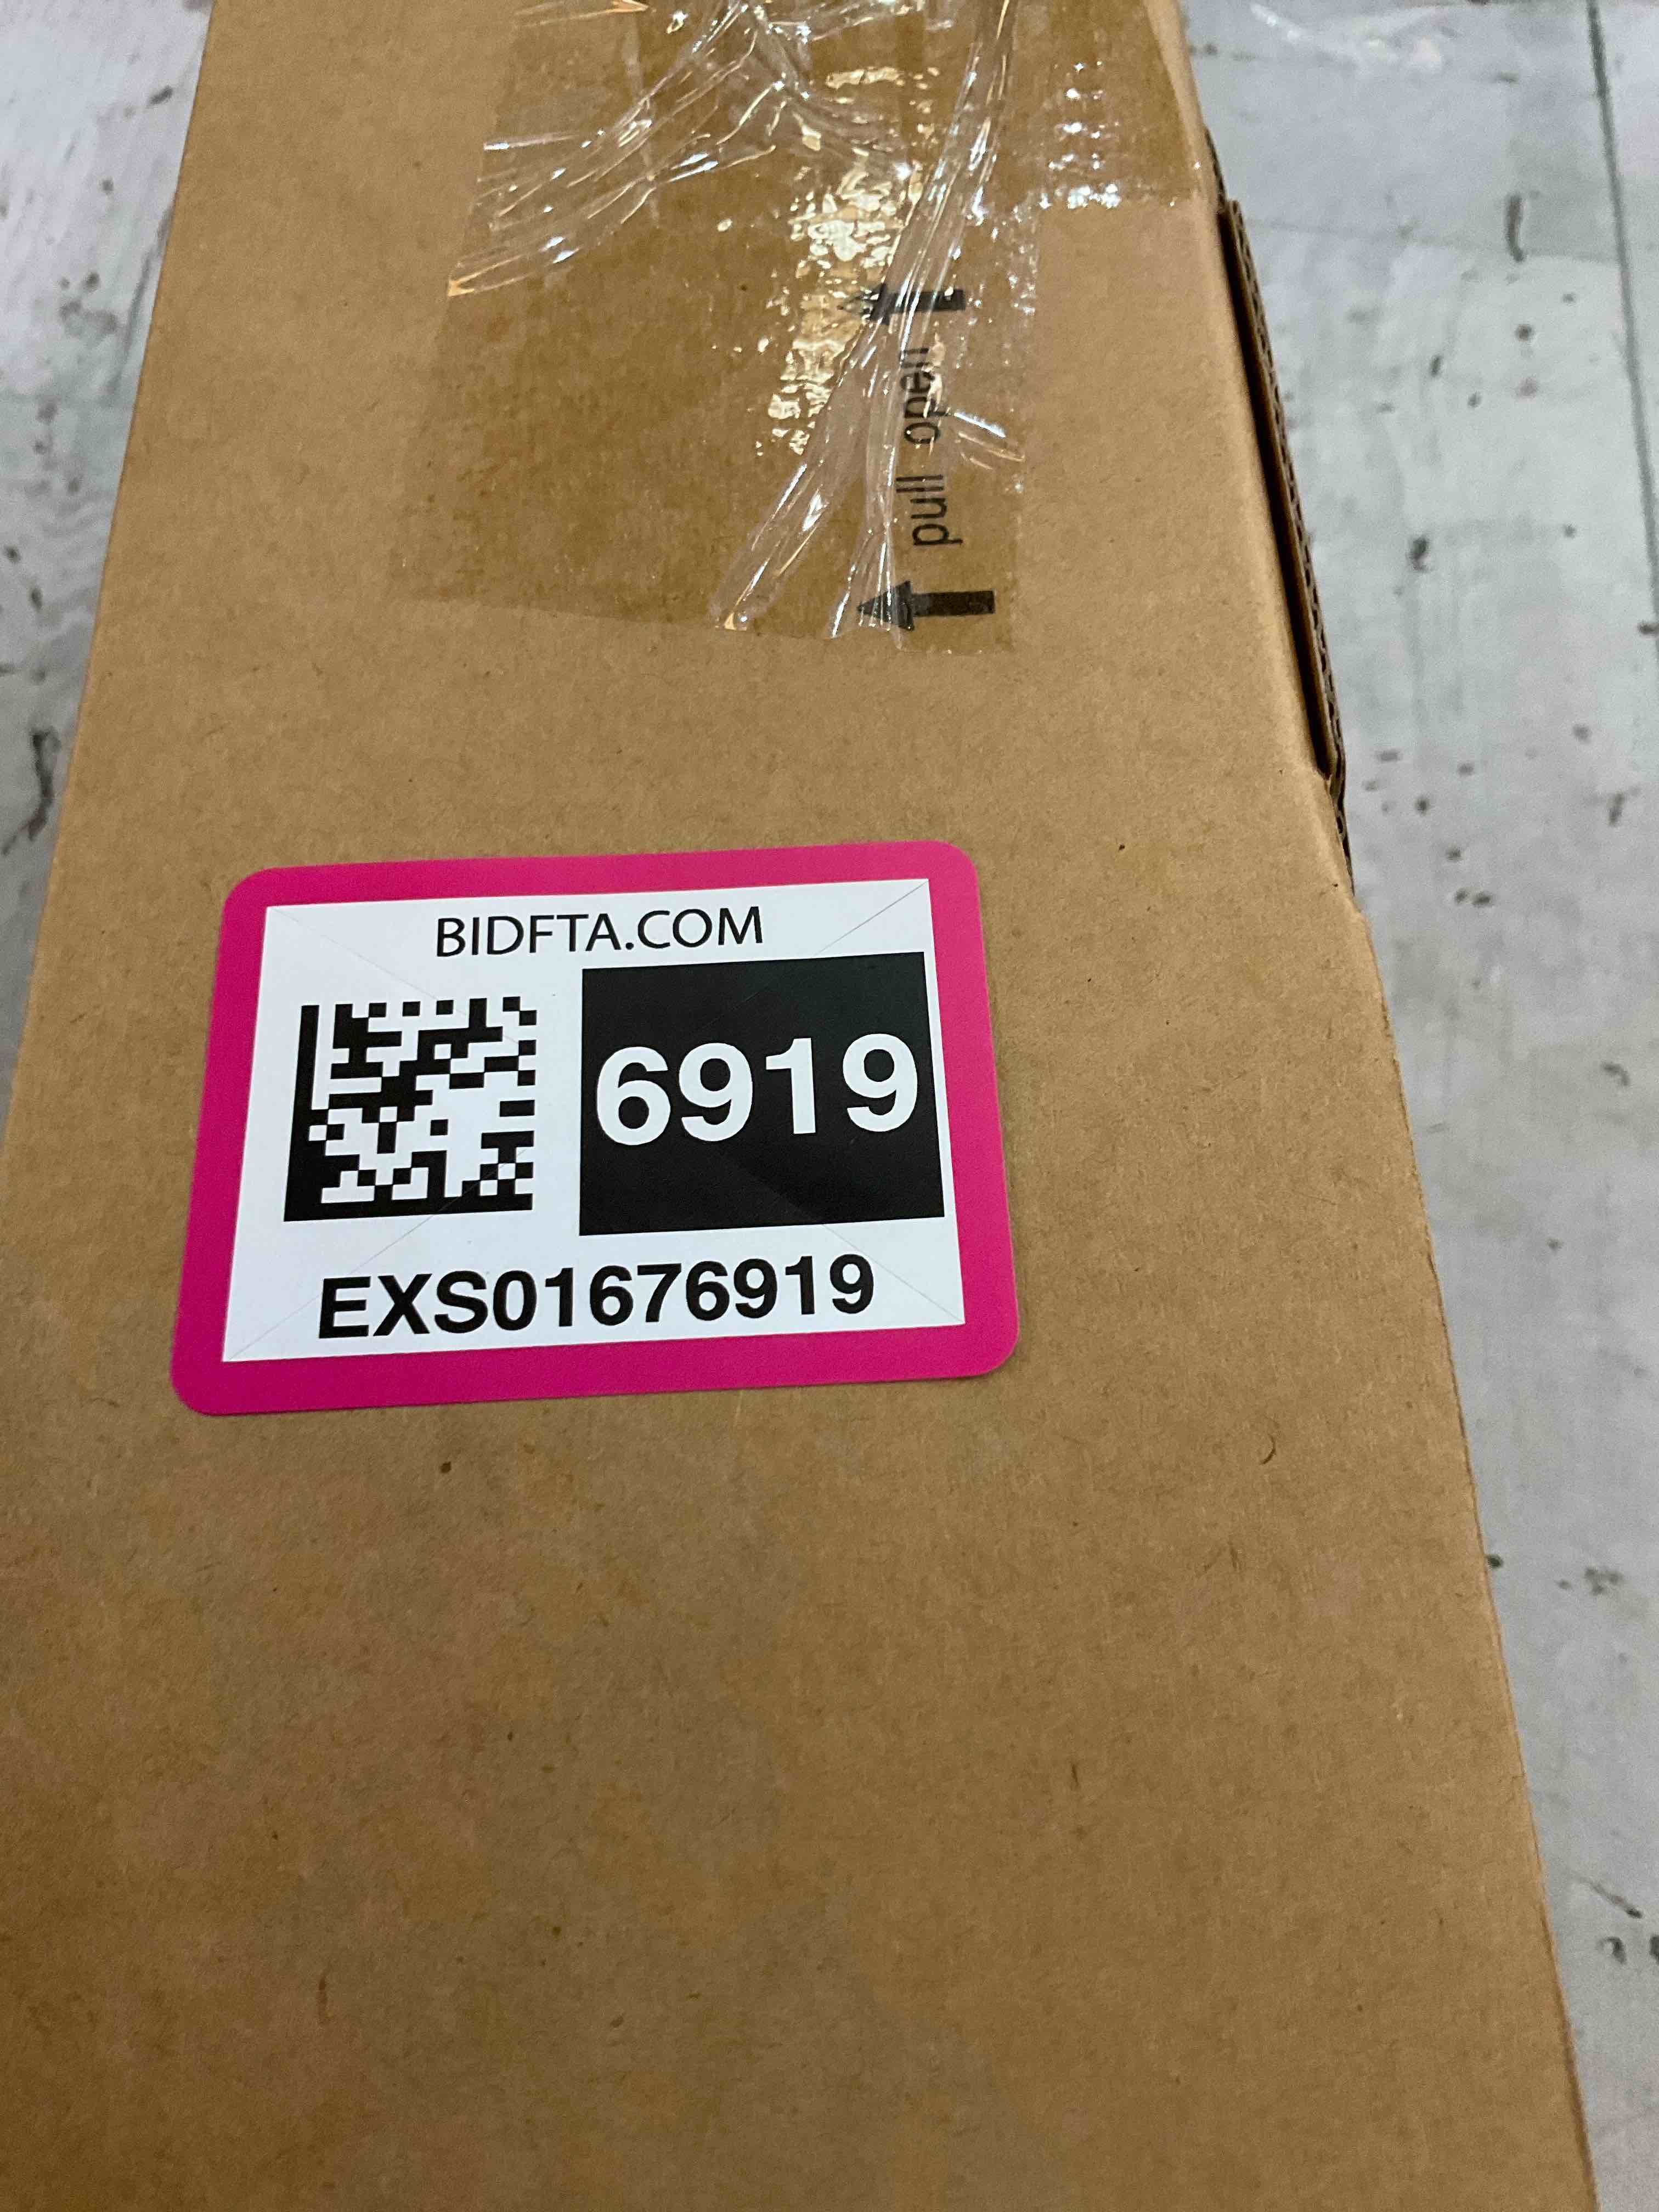 pull open
BIDFTA.COM
6919
EXS01676919